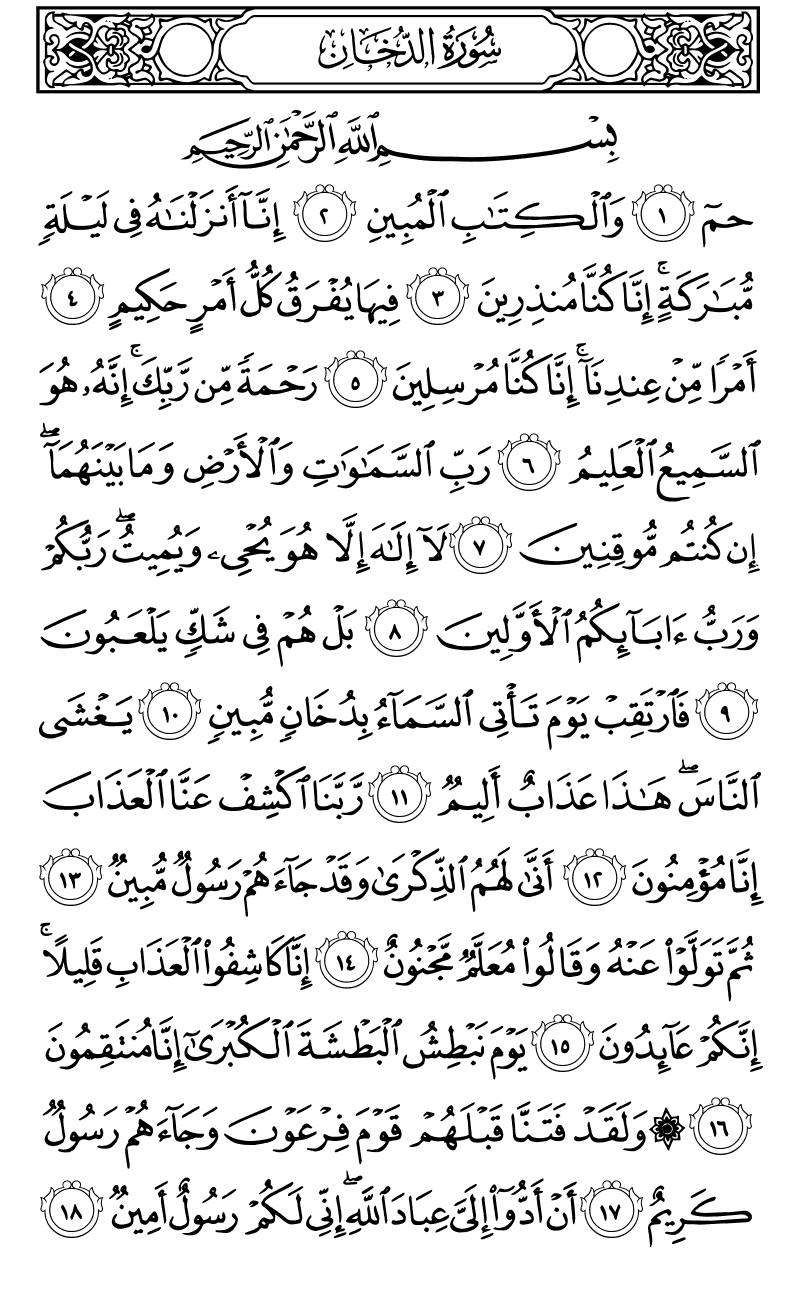 سُورَةُ الدُّخَانِ
بِسْمِ ٱللَّهِ ٱلرَّحْمَٰنِ ٱلرَّحِيمِ
حمٓ ١ وَٱلْكِتَٰبِ ٱلْمُبِينِ ٢ إِنَّآ أَنزَلْنَٰهُ فِى لَيْلَةٍ
مُّبَٰرَكَةٍ ۚ إِنَّا كُنَّا مُنذِرِينَ ٣ فِيهَا يُفْرَقُ كُلُّ أَمْرٍ حَكِيمٍ ٤
أَمْرًا مِّنْ عِندِنَآ ۚ إِنَّا كُنَّا مُرْسِلِينَ ٥ رَحْمَةً مِّن رَّبِّكَ ۚ إِنَّهُۥ هُوَ
ٱلسَّمِيعُ ٱلْعَلِيمُ ٦ رَبِّ ٱلسَّمَٰوَٰتِ وَٱلْأَرْضِ وَمَا بَيْنَهُمَآ ۖ
إِن كُنتُم مُّوقِنِينَ ٧ لَآ إِلَٰهَ إِلَّا هُوَ يُحْىِۦ وَيُمِيتُ ۖ رَبُّكُمْ
وَرَبُّ ءَابَآئِكُمُ ٱلْأَوَّلِينَ ٨ بَلْ هُمْ فِى شَكٍّ يَلْعَبُونَ
٩ فَٱرْتَقِبْ يَوْمَ تَأْتِى ٱلسَّمَآءُ بِدُخَانٍ مُّبِينٍ ١٠ يَغْشَى
ٱلنَّاسَ ۖ هَٰذَا عَذَابٌ أَلِيمٌ ١١ رَّبَّنَا ٱكْشِفْ عَنَّا ٱلْعَذَابَ
إِنَّا مُؤْمِنُونَ ١٢ أَنَّىٰ لَهُمُ ٱلذِّكْرَىٰ وَقَدْ جَآءَهُمْ رَسُولٌ مُّبِينٌ ١٣
ثُمَّ تَوَلَّوْا۟ عَنْهُ وَقَالُوا۟ مُعَلَّمٌ مَّجْنُونٌ ١٤ إِنَّا كَاشِفُوا۟ ٱلْعَذَابِ قَلِيلًا ۚ
إِنَّكُمْ عَآئِدُونَ ١٥ يَوْمَ نَبْطِشُ ٱلْبَطْشَةَ ٱلْكُبْرَىٰٓ إِنَّا مُنتَقِمُونَ
١٦ ۞ وَلَقَدْ فَتَنَّا قَبْلَهُمْ قَوْمَ فِرْعَوْنَ وَجَآءَهُمْ رَسُولٌ
كَرِيمٌ ١٧ أَنْ أَدُّوٓا۟ إِلَىَّ عِبَادَ ٱللَّهِ ۖ إِنِّى لَكُمْ رَسُولٌ أَمِينٌ ١٨